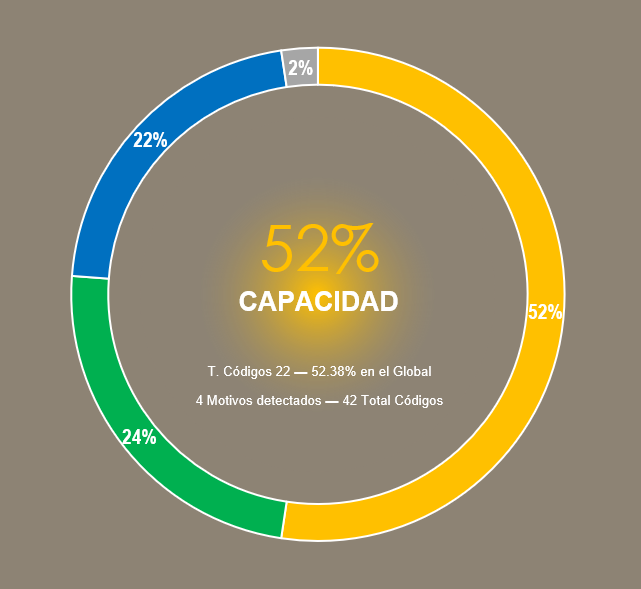 2%
22%
52%
CAPACIDAD
52%
T. Códigos 22 — 52.38% en el Global
4 Motivos detectados — 42 Total Códigos
24%